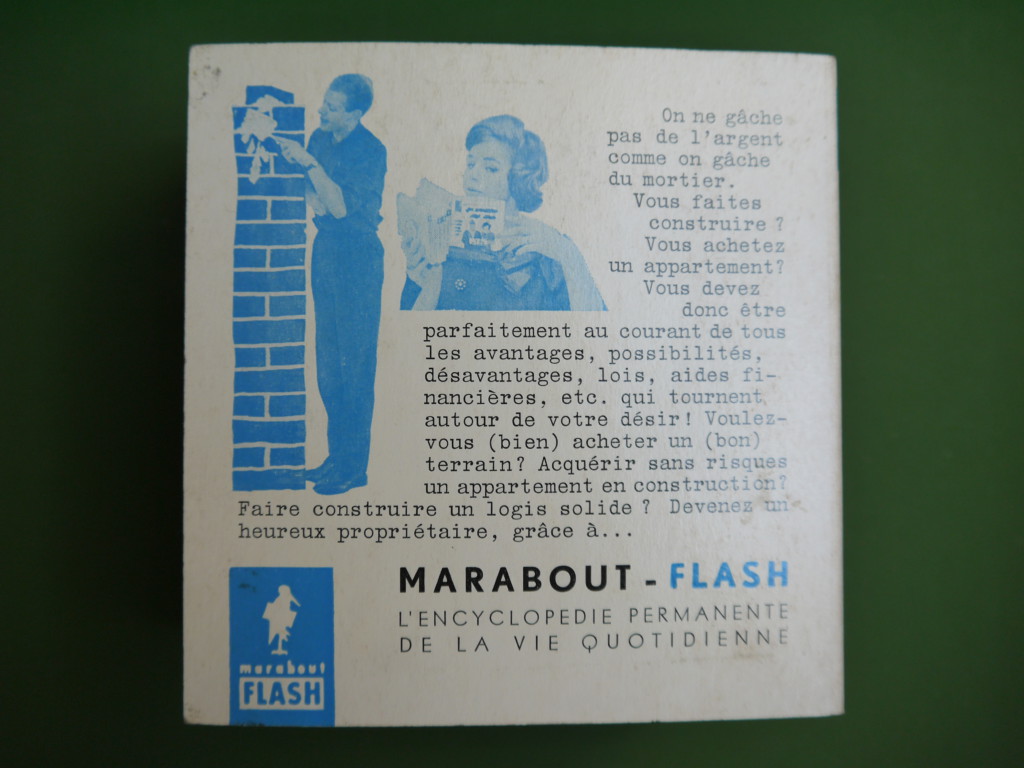 On ne gâche
pas de l'argent
comme on gâche
du mortier.
Vous faites
construire ?
Vous achetez
un appartement?
Vous devez
donc être
parfaitement au courant de tous
les avantages, possibilités,
désavantages, lois, aides fi-
nancières, etc. qui tournent
autour de votre désir! Voulez-
vous (bien) acheter un (bon)
terrain? Acquérir sans risques
un appartement en construction?
Faire construire un logis solide ? Devenez un
heureux propriétaire, grâce à...
MARABOUT - FLASH
L'ENCYCLOPEDIE PERMANENTE
DE LA VIE QUOTIDIENNE
marabout
FLASH